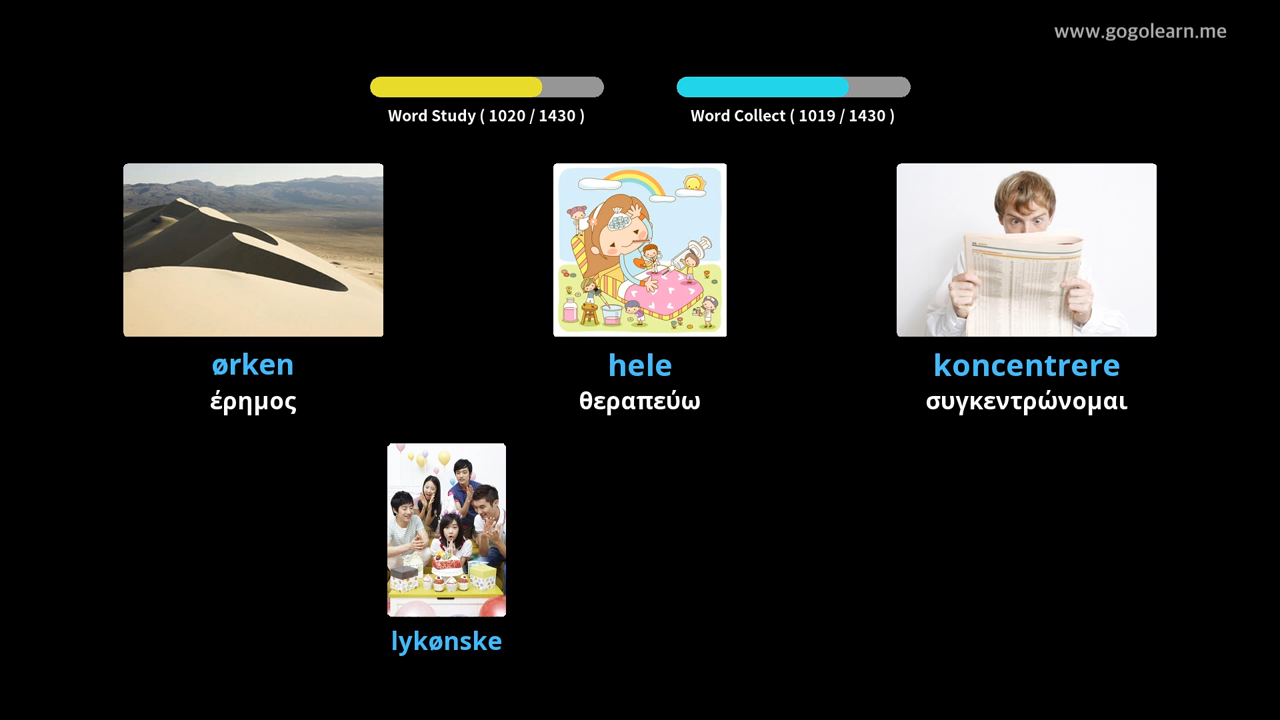 www.gogolearn.me
Word Study ( 1020 / 1430 )
Word Collect ( 1019 / 1430 )
ørken
έρημος
hele
θεραπεύω
koncentrere
συγκεντρώνομαι
lykønske